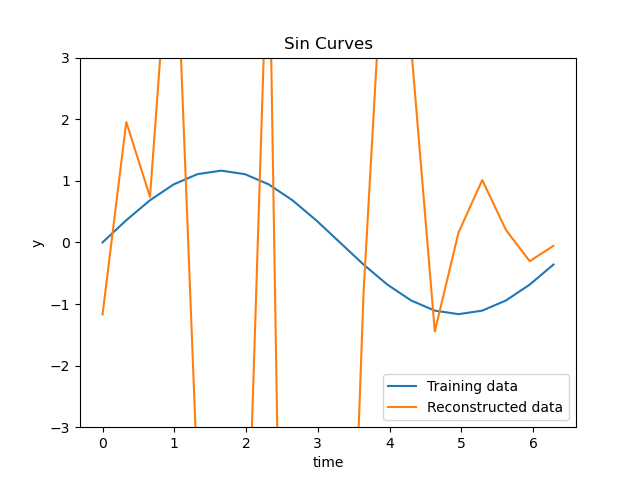 Sin Curves
3
2
1
0
−1
−2
−3
y
0 1 2 3 4 5 6
time
Training data
Reconstructed data